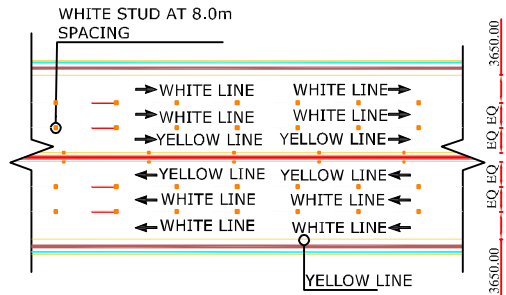 WHITE STUD AT 8.0m
SPACING
3650.00
WHITE LINE WHITE LINE
WHITE LINE WHITE LINE
EQ
YELLOW LINE YELLOW LINE
EQ
YELLOW LINE YELLOW LINE
EQ
WHITE LINE WHITE LINE
EQ
WHITE LINE WHITE LINE
3650.00
YELLOW LINE